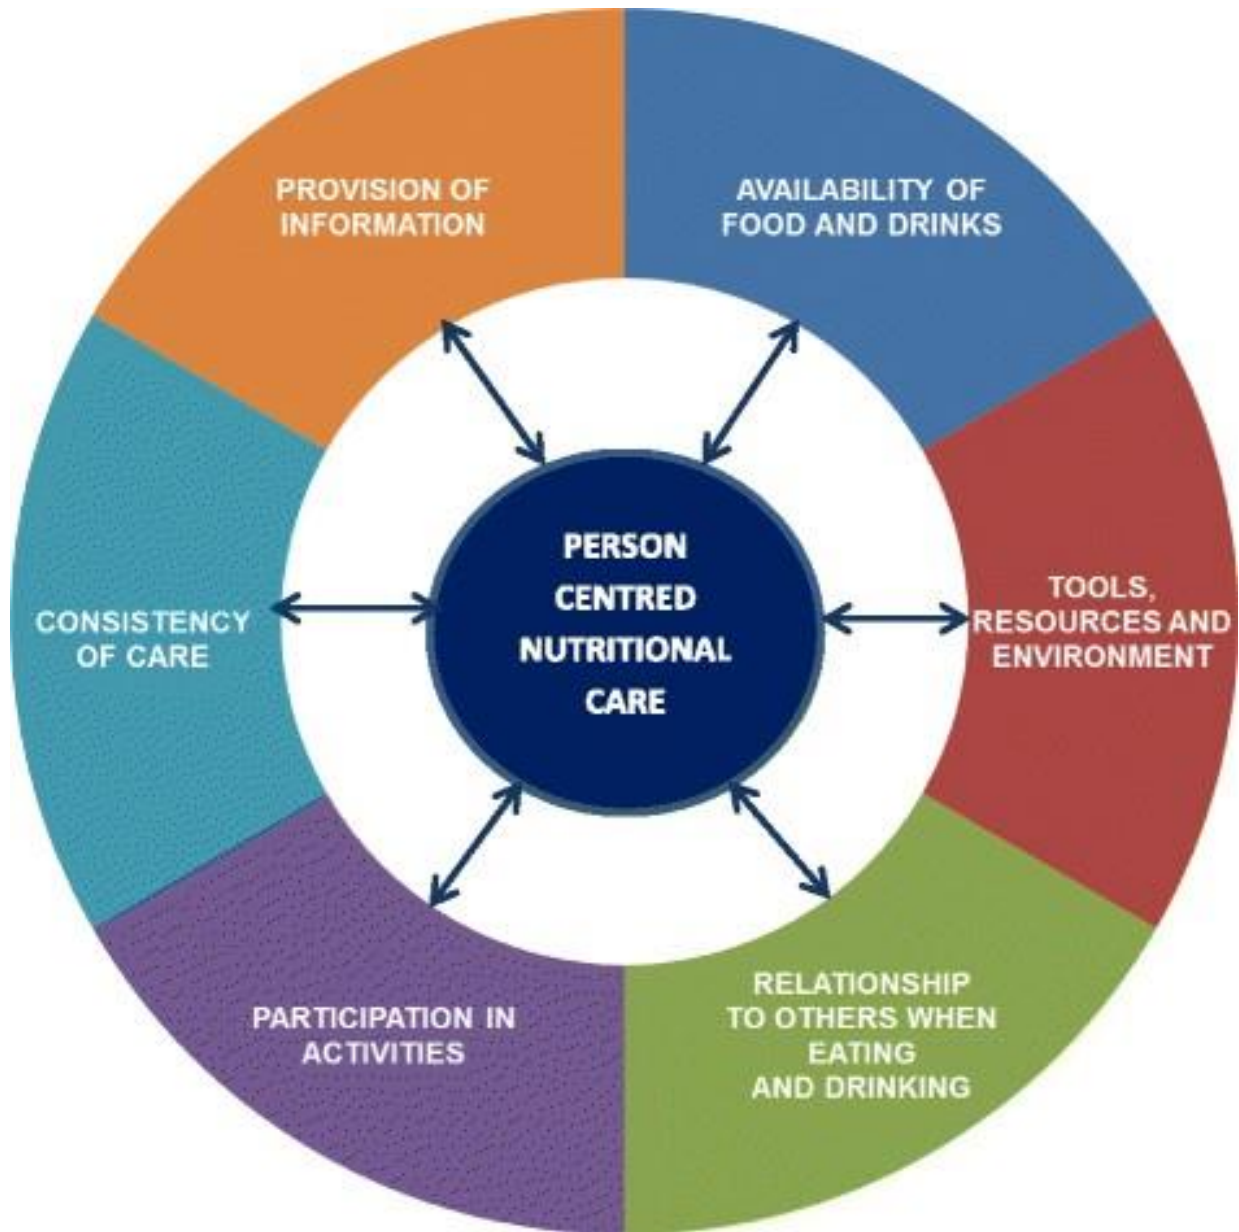 PROVISION OF
INFORMATION
AVAILABILITY OF
FOOD AND DRINKS
TOOLS,
RESOURCES AND
ENVIRONMENT
RELATIONSHIP
TO OTHERS WHEN
EATING
AND DRINKING
PARTICIPATION IN
ACTIVITIES
CONSISTENCY
OF CARE
PERSON
CENTRED
NUTRITIONAL
CARE